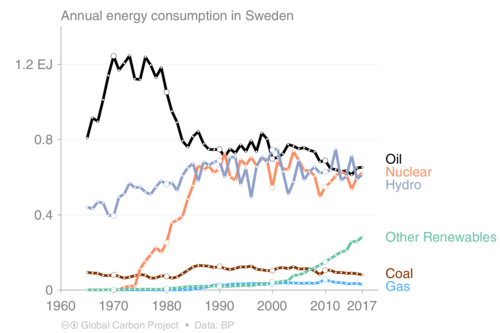 Annual energy consumption in Sweden
1.2 EJ
0.8
0.4
0
1960
1970
1980
1990
2000
2010
2017
Oil
Nuclear
Hydro
Other Renewables
Coal
Gas
Global Carbon Project • Data: BP